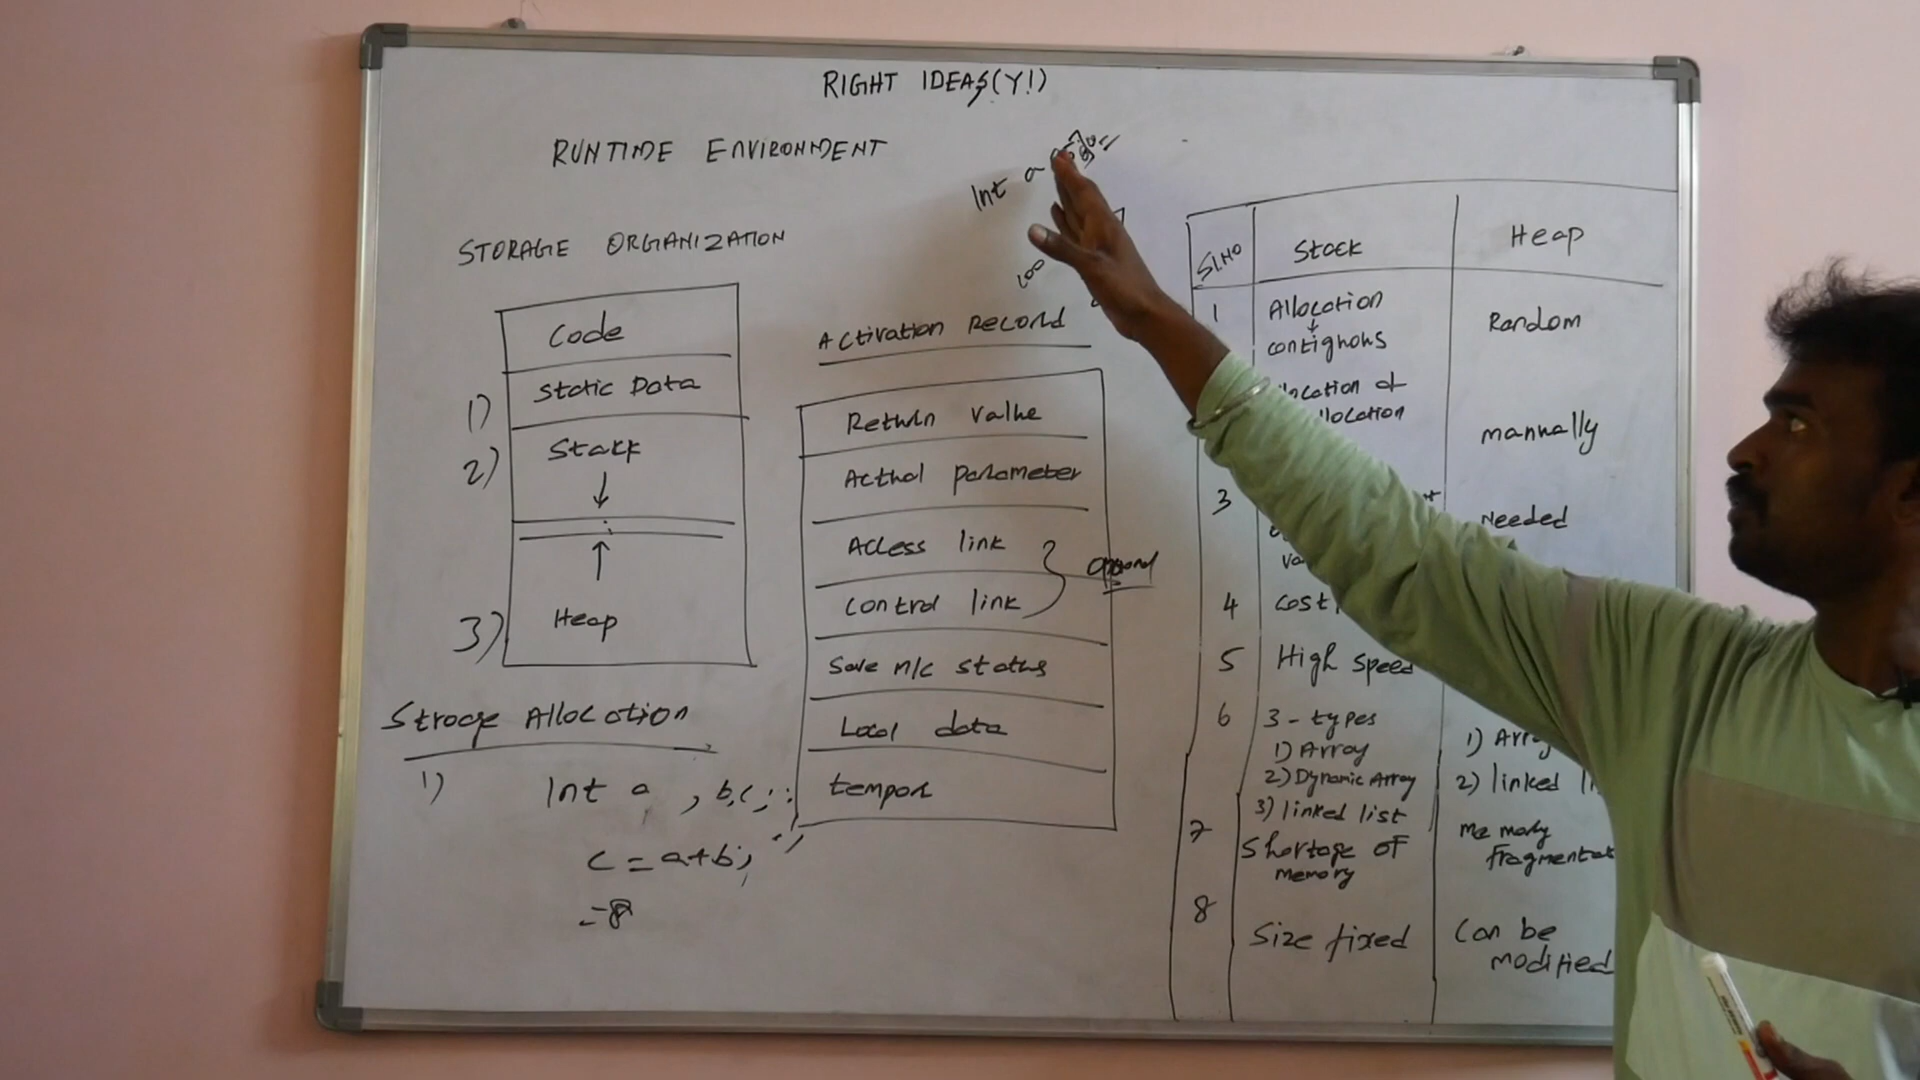 RIGHT IDEAS(Y!)
RUNTIME ENVIRONMENT
Int a
100
STORAGE ORGANIZATION
Code
1) Static Data
2) Stack
3) Heap
Stroage Allocation
1) Int a , b,c;
c = a+b;
=8
Activation Record
Return value
Actual parameter
Access link
Control link
optional
Save M/C status
Local data
tempor
Sl.NO Stack Heap
1 Allocation
contiguous
Random
manually
3
Needed
4 Cost
5 High Speed
6 3-types
1) Array
2) Dynamic Array
3) linked list
1) Array
2) linked
7 Shortage of
memory
Memory
fragmentat
8 Size fixed
Can be
modified